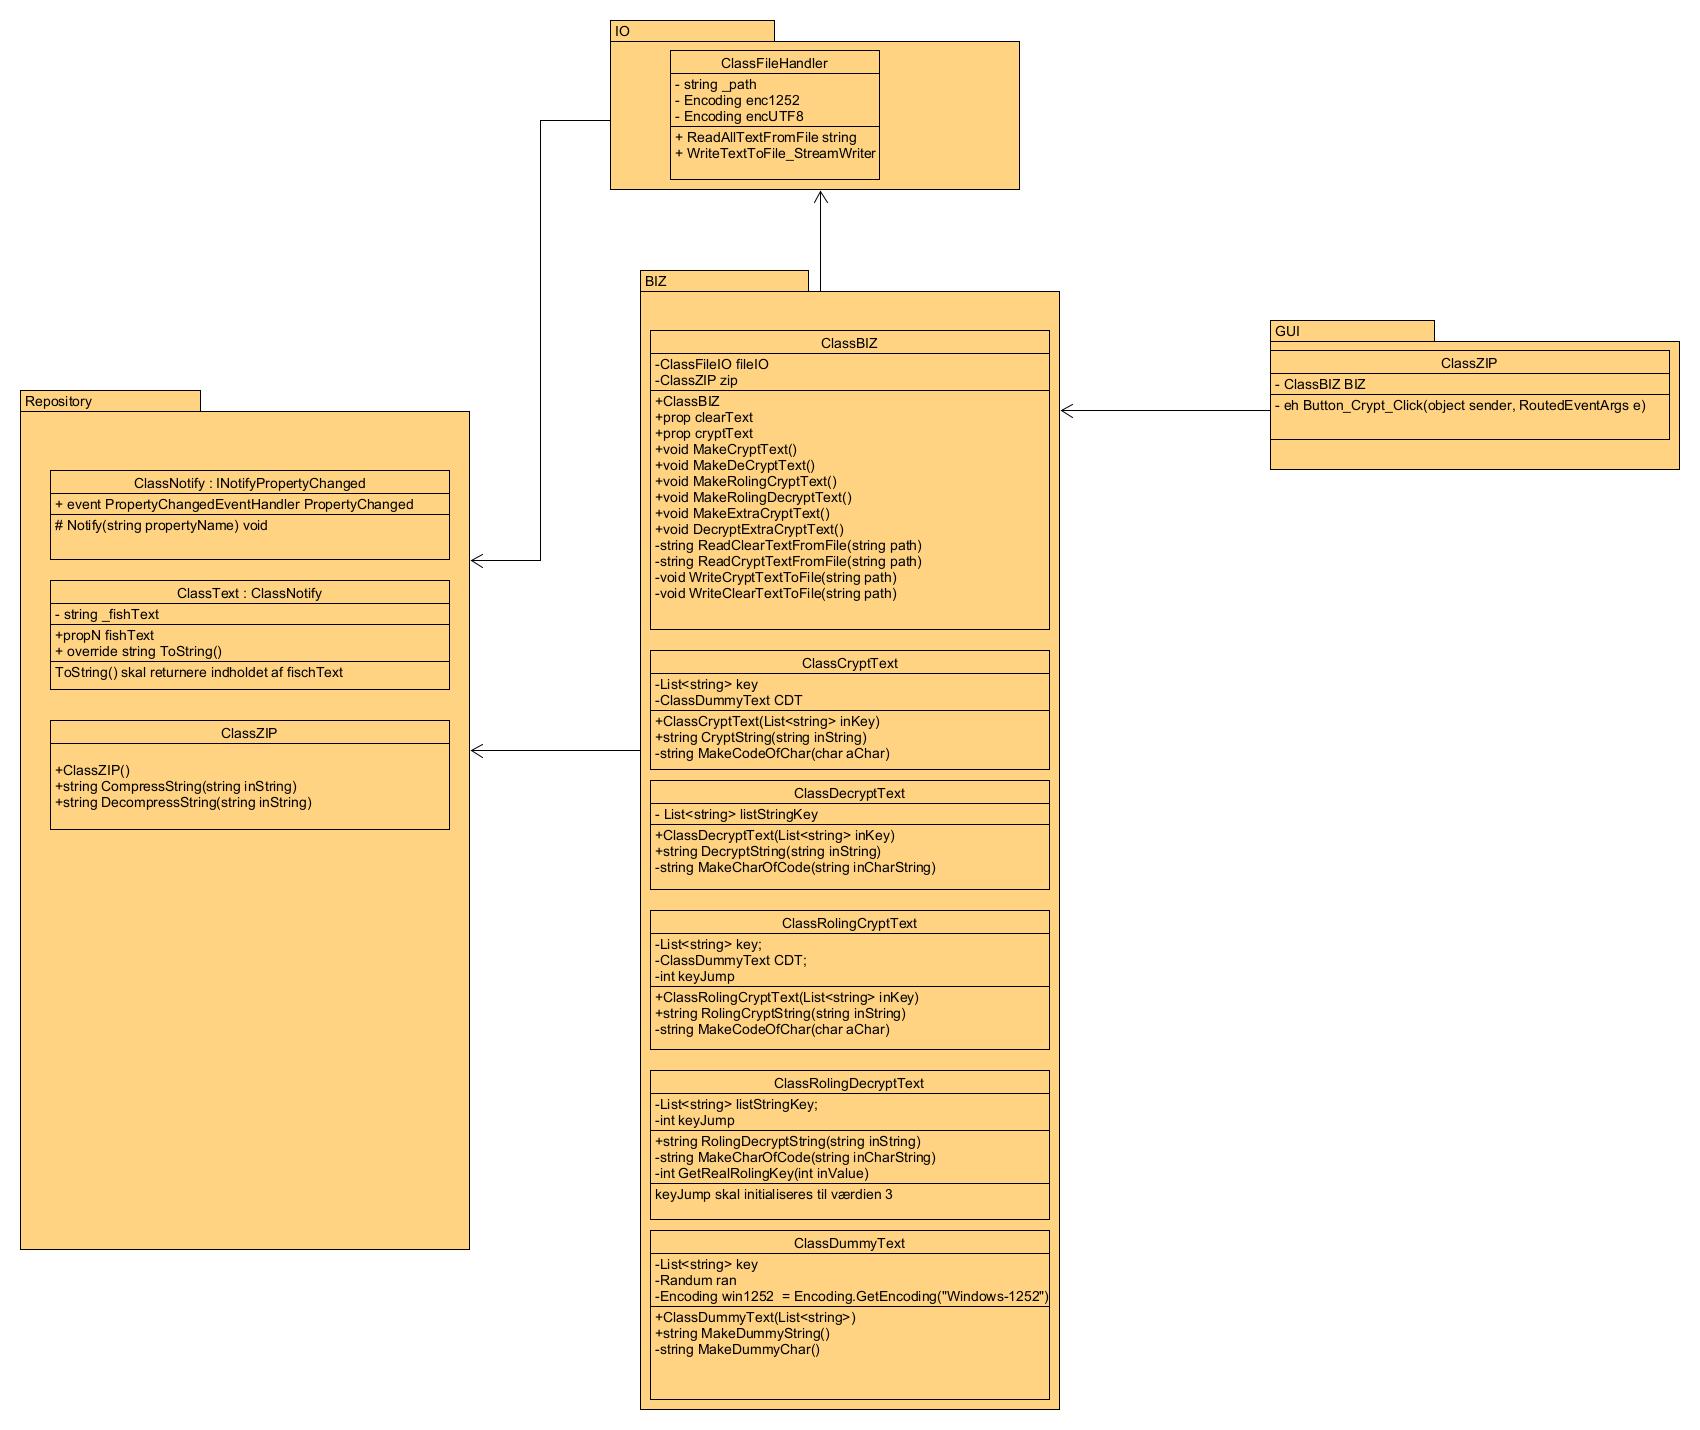 IO
ClassFileHandler
- string _path
- Encoding enc1252
- Encoding encUTF8
+ ReadAllTextFromFile string
+ WriteTextToFile_StreamWriter
BIZ
ClassBIZ
-ClassFileIO fileIO
-ClassZIP zip
+ClassBIZ
+prop clearText
+prop cryptText
+void MakeCryptText()
+void MakeDeCryptText()
+void MakeRolingCryptText()
+void MakeRolingDecryptText()
+void MakeExtraCryptText()
+void DecryptExtraCryptText()
-string ReadClearTextFromFile(string path)
-string ReadCryptTextFromFile(string path)
-void WriteCryptTextToFile(string path)
-void WriteClearTextToFile(string path)
ClassCryptText
-List<string> key
-ClassDummyText CDT
+ClassCryptText(List<string> inKey)
+string CryptString(string inString)
-string MakeCodeOfChar(char aChar)
ClassDecryptText
- List<string> listStringKey
+ClassDecryptText(List<string> inKey)
+string DecryptString(string inString)
-string MakeCharOfCode(string inCharString)
ClassRolingCryptText
-List<string> key;
-ClassDummyText CDT;
-int keyJump
+ClassRolingCryptText(List<string> inKey)
+string RolingCryptString(string inString)
-string MakeCodeOfChar(char aChar)
ClassRolingDecryptText
-List<string> listStringKey;
-int keyJump
+string RolingDecryptString(string inString)
-string MakeCharOfCode(string inCharString)
-int GetRealRolingKey(int inValue)
keyJump skal initialiseres til værdien 3
ClassDummyText
-List<string> key
-Randum ran
-Encoding win1252  = Encoding.GetEncoding("Windows-1252")
+ClassDummyText(List<string>)
+string MakeDummyString()
-string MakeDummyChar()
GUI
ClassZIP
- ClassBIZ BIZ
- eh Button_Crypt_Click(object sender, RoutedEventArgs e)
Repository
ClassNotify : INotifyPropertyChanged
+ event PropertyChangedEventHandler PropertyChanged
# Notify(string propertyName) void
ClassText : ClassNotify
- string _fishText
+propN fishText
+ override string ToString()
ToString() skal returnere indholdet af fischText
ClassZIP
+ClassZIP()
+string CompressString(string inString)
+string DecompressString(string inString)